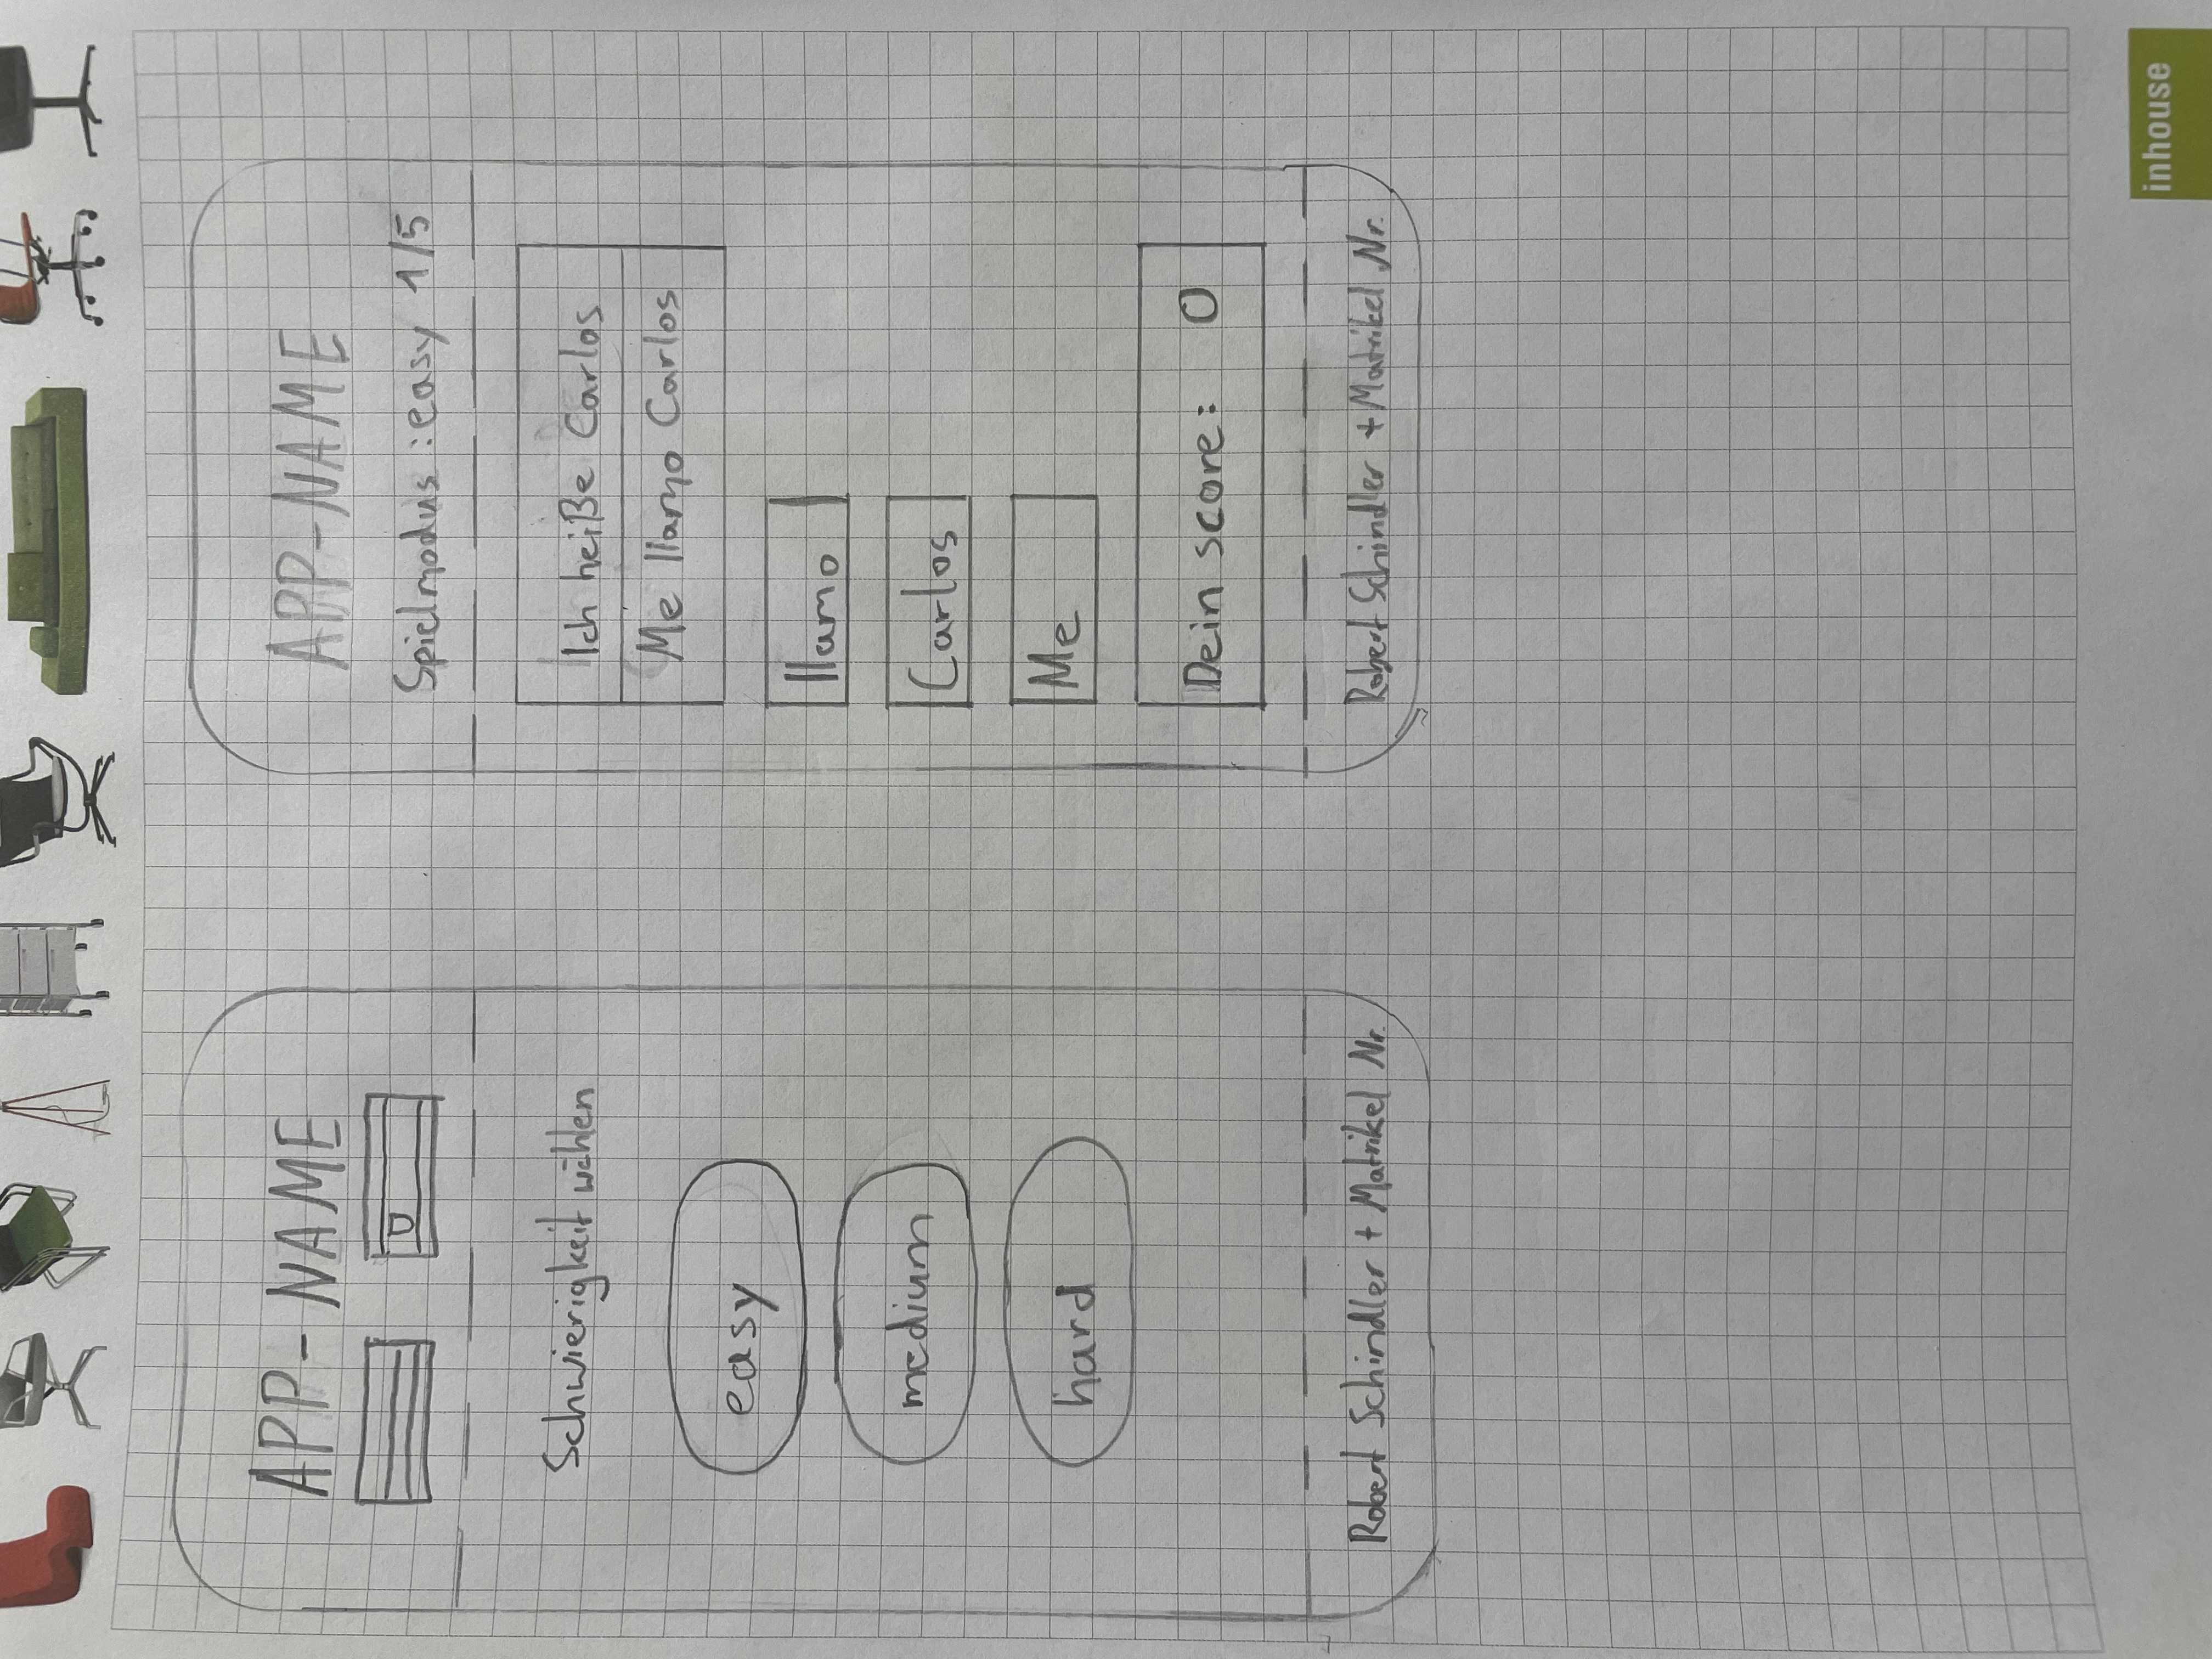 APP-NAME
Schwierigkeit wählen
easy
medium
hard
Robert Schindler + Matrikel Nr.
APP-NAME
Spielmodus : easy 1/5
Ich heiße Carlos
Me llamo Carlos
llamo
Carlos
Me
Dein score: 0
Robert Schindler + Matrikel Nr.
inhouse